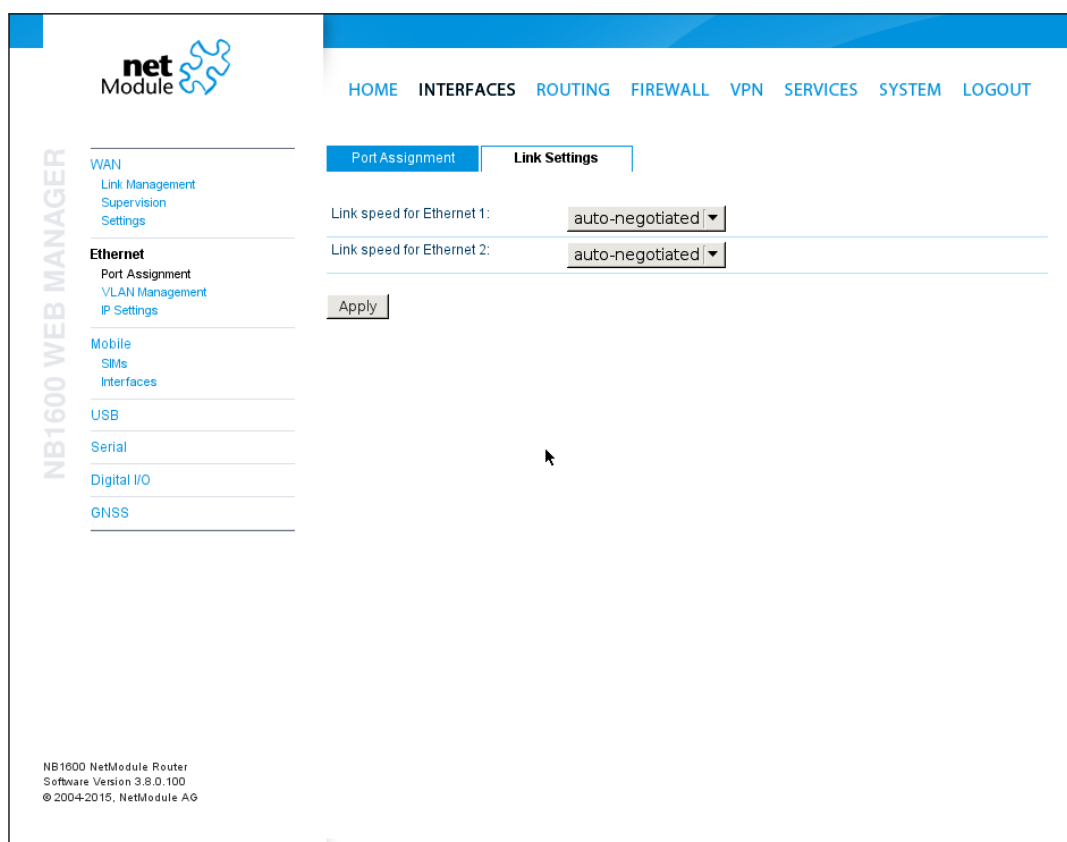 net
Module
HOME INTERFACES ROUTING FIREWALL VPN SERVICES SYSTEM LOGOUT
NB1600 WEB MANAGER
WAN
Link Management
Supervision
Settings
Ethernet
Port Assignment
VLAN Management
IP Settings
Mobile
SIMs
Interfaces
USB
Serial
Digital I/O
GNSS
Port Assignment Link Settings
Link speed for Ethernet 1: auto-negotiated
Link speed for Ethernet 2: auto-negotiated
Apply
NB1600 NetModule Router
Software Version 3.8.0.100
© 2004-2015, NetModule AG